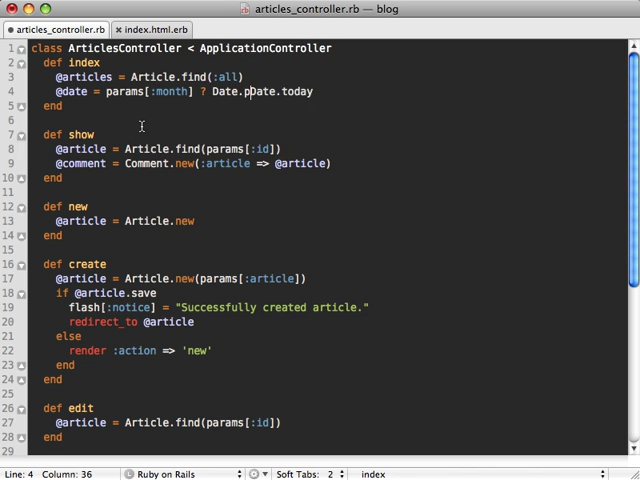 articles_controller.rb — blog
articles_controller.rb
index.html.erb
1 class ArticlesController < ApplicationController
2 def index
3 @articles = Article.find(:all)
4 @date = params[:month] ? Date.pDate.today
5 end
6
7 def show
8 @article = Article.find(params[:id])
9 @comment = Comment.new(:article => @article)
10 end
11
12 def new
13 @article = Article.new
14 end
15
16 def create
17 @article = Article.new(params[:article])
18 if @article.save
19 flash[:notice] = "Successfully created article."
20 redirect_to @article
21 else
22 render :action => 'new'
23 end
24 end
25
26 def edit
27 @article = Article.find(params[:id])
28 end
29
Line: 4 Column: 36 Ruby on Rails Soft Tabs: 2 index